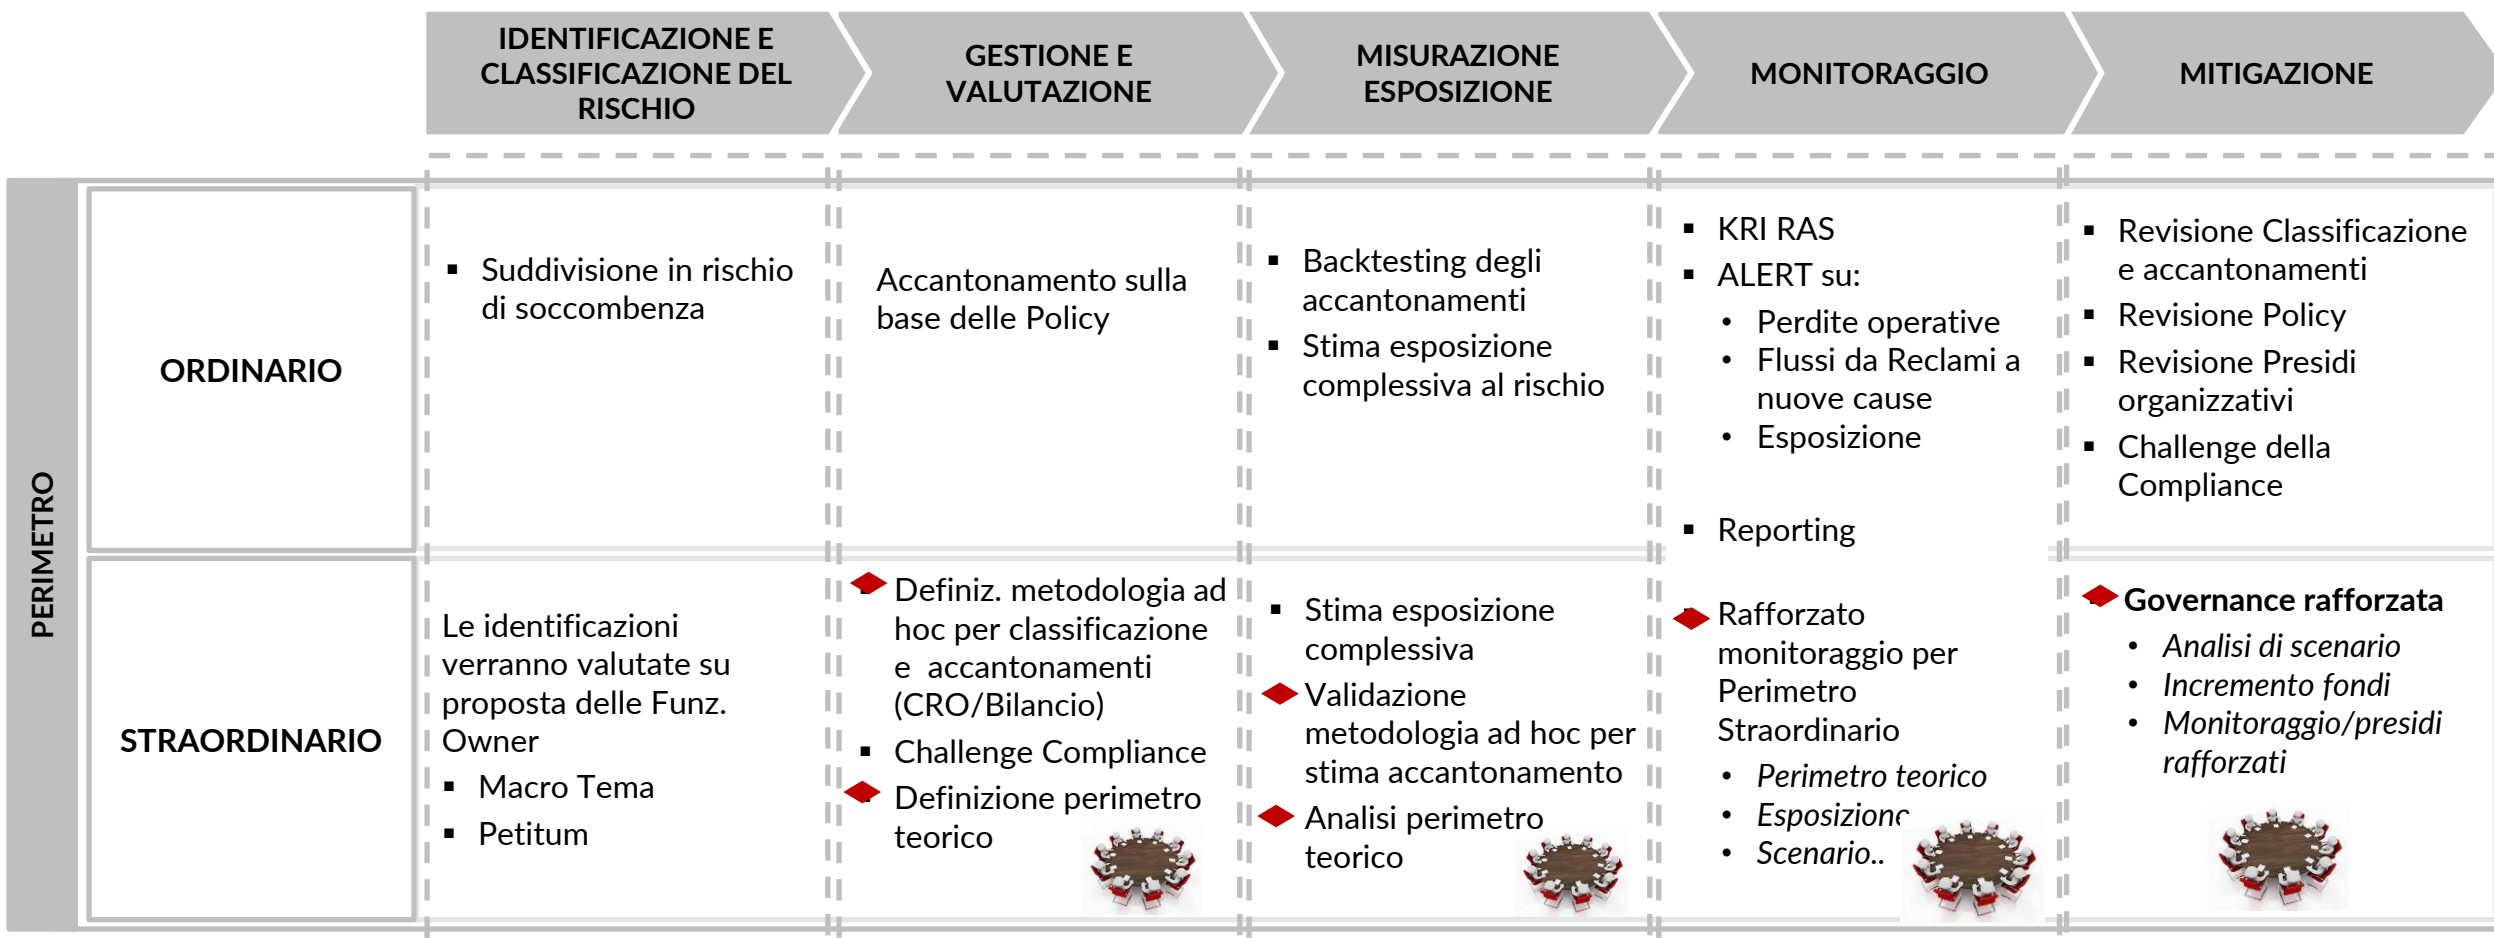 IDENTIFICAZIONE E
CLASSIFICAZIONE DEL
RISCHIO
GESTIONE E
VALUTAZIONE
MISURAZIONE
ESPOSIZIONE
MONITORAGGIO
MITIGAZIONE
PERIMETRO
ORDINARIO
▪ Suddivisione in rischio
di soccombenza
Accantonamento sulla
base delle Policy
▪ Backtesting degli
accantonamenti
▪ Stima esposizione
complessiva al rischio
▪ KRI RAS
▪ ALERT su:
• Perdite operative
• Flussi da Reclami a
nuove cause
• Esposizione
▪ Reporting
▪ Revisione Classificazione
e accantonamenti
▪ Revisione Policy
▪ Revisione Presidi
organizzativi
▪ Challenge della
Compliance
STRAORDINARIO
Le identificazioni
verranno valutate su
proposta delle Funz.
Owner
▪ Macro Tema
▪ Petitum
Definiz. metodologia ad
hoc per classificazione
e  accantonamenti
(CRO/Bilancio)
▪ Challenge Compliance
Definizione perimetro
teorico
▪ Stima esposizione
complessiva
Validazione
metodologia ad hoc per
stima accantonamento
Analisi perimetro
teorico
Rafforzato
monitoraggio per
Perimetro
Straordinario
• Perimetro teorico
• Esposizione
• Scenario..
Governance rafforzata
• Analisi di scenario
• Incremento fondi
• Monitoraggio/presidi
rafforzati